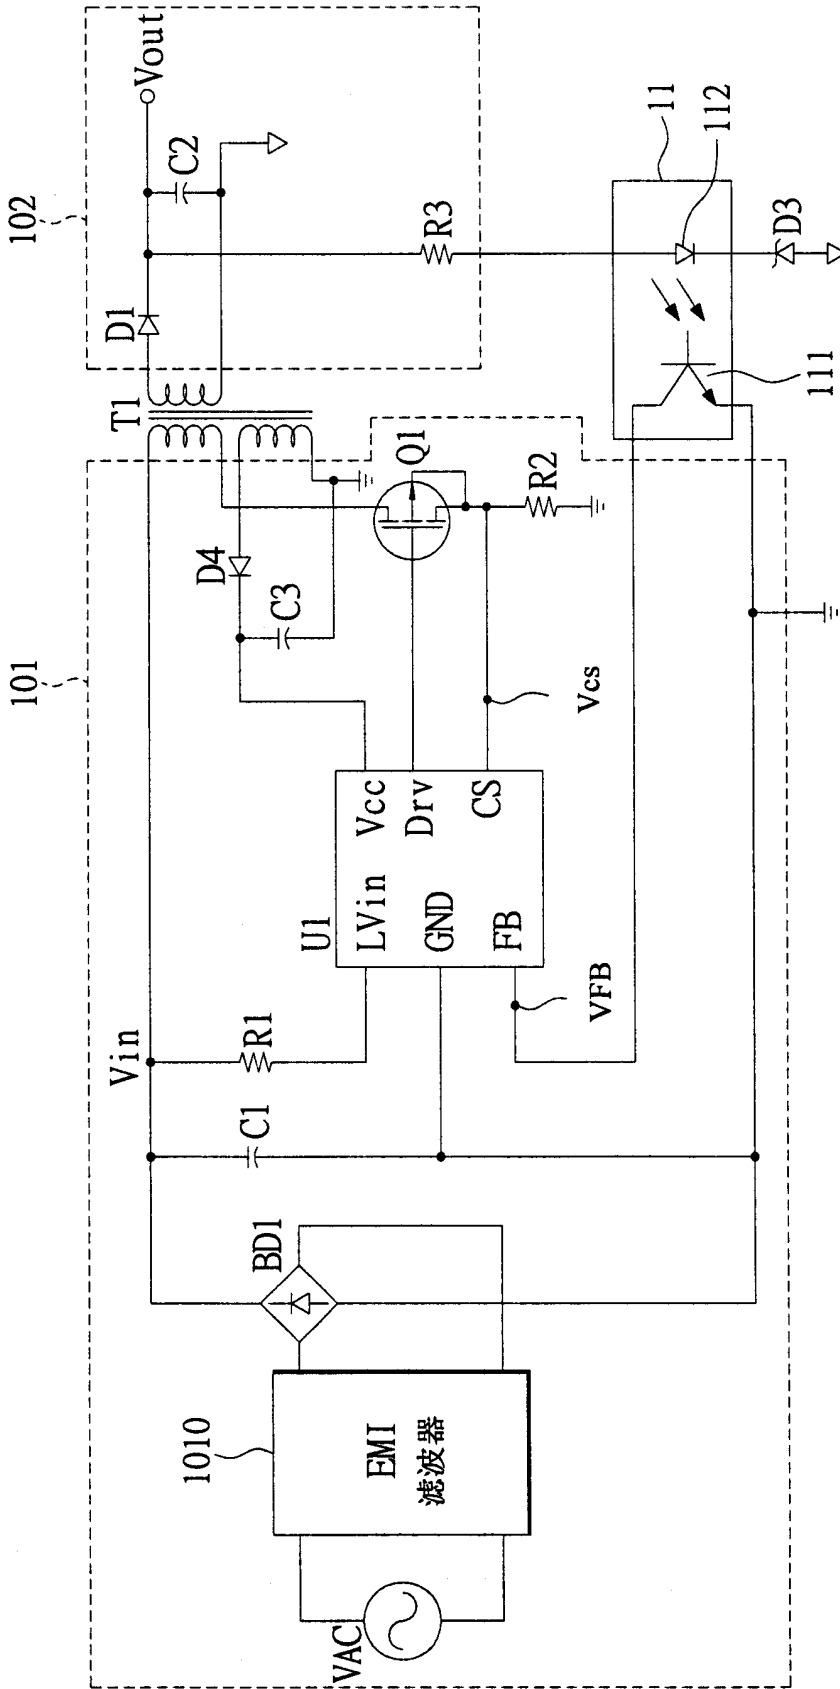 101
102
VAC
1010
EMI
滤波器
BD1
C1
Vin
R1
U1
LVin
GND
FB
Vcc
Drv
CS
VFB
Vcs
D4
C3
T1
Q1
R2
D1
C2
Vout
R3
11
112
111
D3